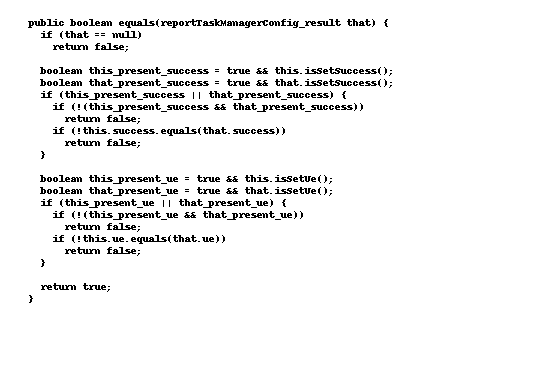 public boolean equals(reportTaskManagerConfig_result that) {
  if (that == null)
    return false;

  boolean this_present_success = true && this.isSetSuccess();
  boolean that_present_success = true && that.isSetSuccess();
  if (this_present_success || that_present_success) {
    if (!(this_present_success && that_present_success))
      return false;
    if (!this.success.equals(that.success))
      return false;
  }

  boolean this_present_ue = true && this.isSetUe();
  boolean that_present_ue = true && that.isSetUe();
  if (this_present_ue || that_present_ue) {
    if (!(this_present_ue && that_present_ue))
      return false;
    if (!this.ue.equals(that.ue))
      return false;
  }

  return true;
}